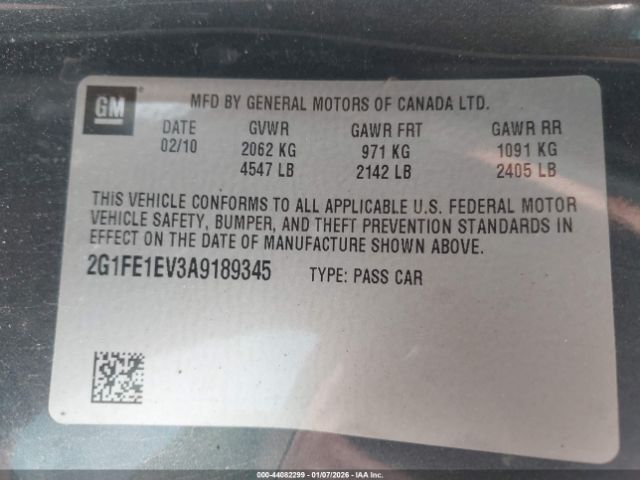 GM
MFD BY GENERAL MOTORS OF CANADA LTD.
DATE GVWR GAWR FRT GAWR RR
02/10 2062 KG 971 KG 1091 KG
4547 LB 2142 LB 2405 LB
THIS VEHICLE CONFORMS TO ALL APPLICABLE U.S. FEDERAL MOTOR
VEHICLE SAFETY, BUMPER, AND THEFT PREVENTION STANDARDS IN
EFFECT ON THE DATE OF MANUFACTURE SHOWN ABOVE.
2G1FE1EV3A9189345 TYPE: PASS CAR
200 - 44082299 - 01/07/2026 - IAA Inc.